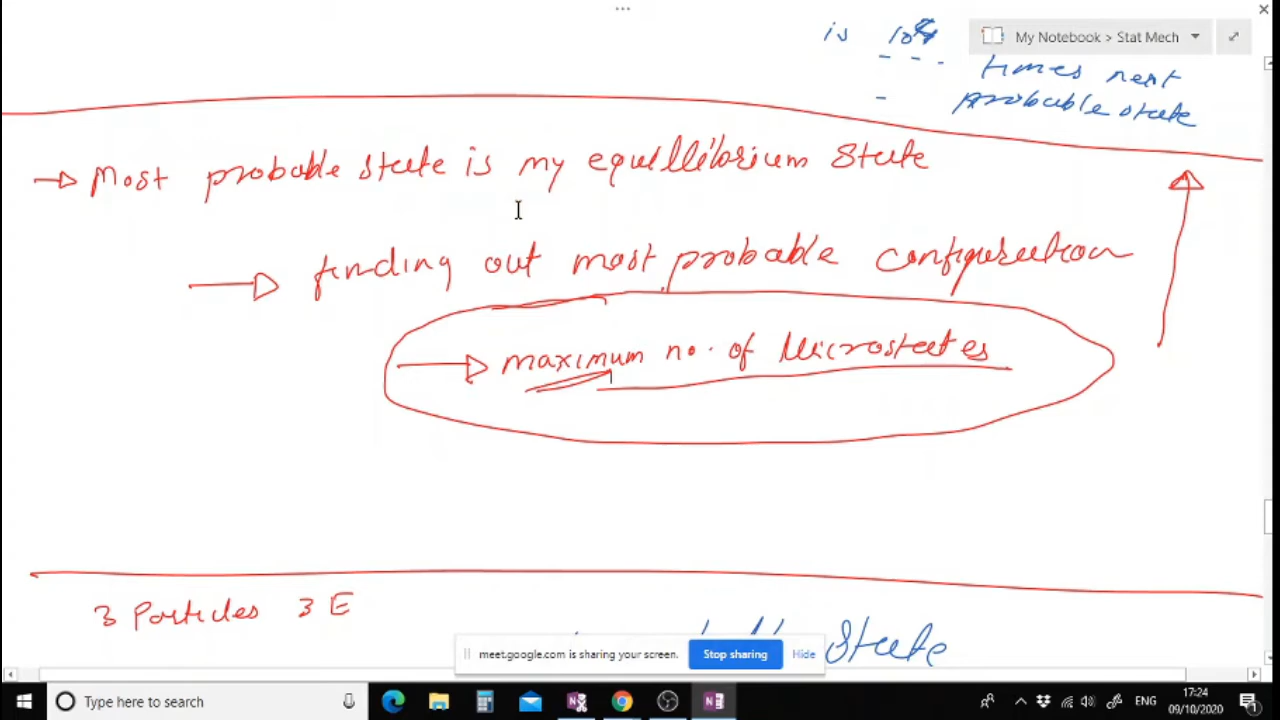 is
My Notebook > Stat Mech
times next
probable state
→ Most probable state is my equillibrium State
→ finding out most probable configuration
→ maximum no. of Microstates
3 Particles 3 E
State
meet.google.com is sharing your screen.
Stop sharing
Hide
Type here to search
ENG
17:24
09/10/2020
1